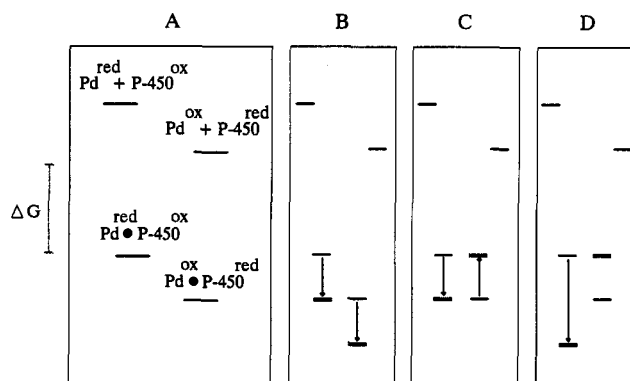 A B C D
red ox
Pd + P-450
ox red
Pd + P-450
ΔG
red ox
Pd ● P-450
ox red
Pd ● P-450